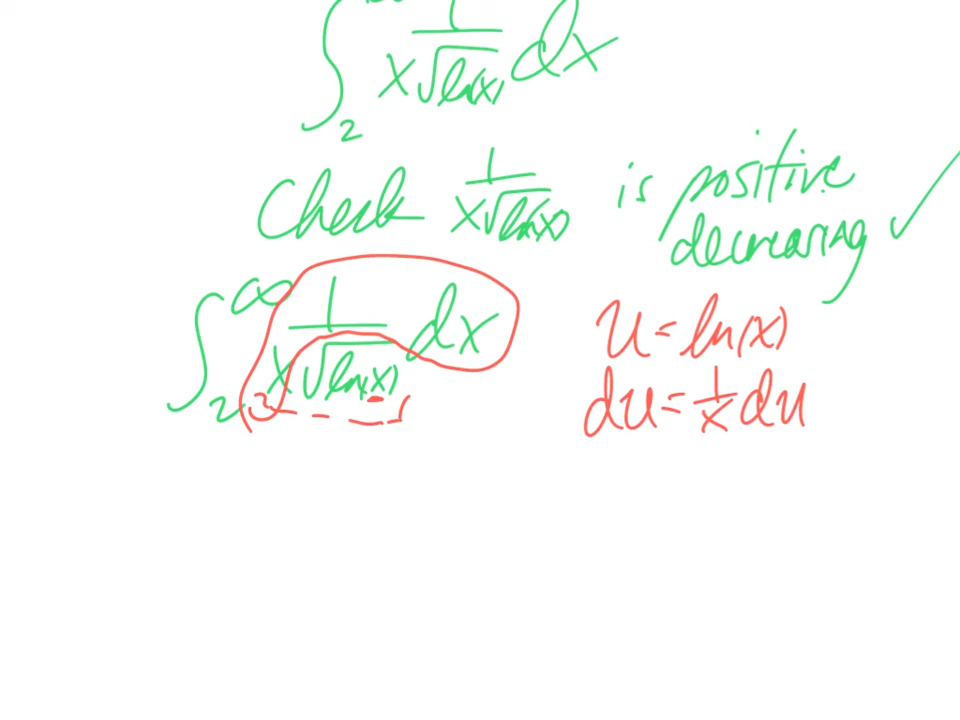 ∫₂^∞ 1/(x√ln(x)) dx
Check 1/(x√ln(x)) is positive
decreasing ✓
∫₂^∞ 1/(x√ln(x)) dx
u = ln(x)
du = 1/x du